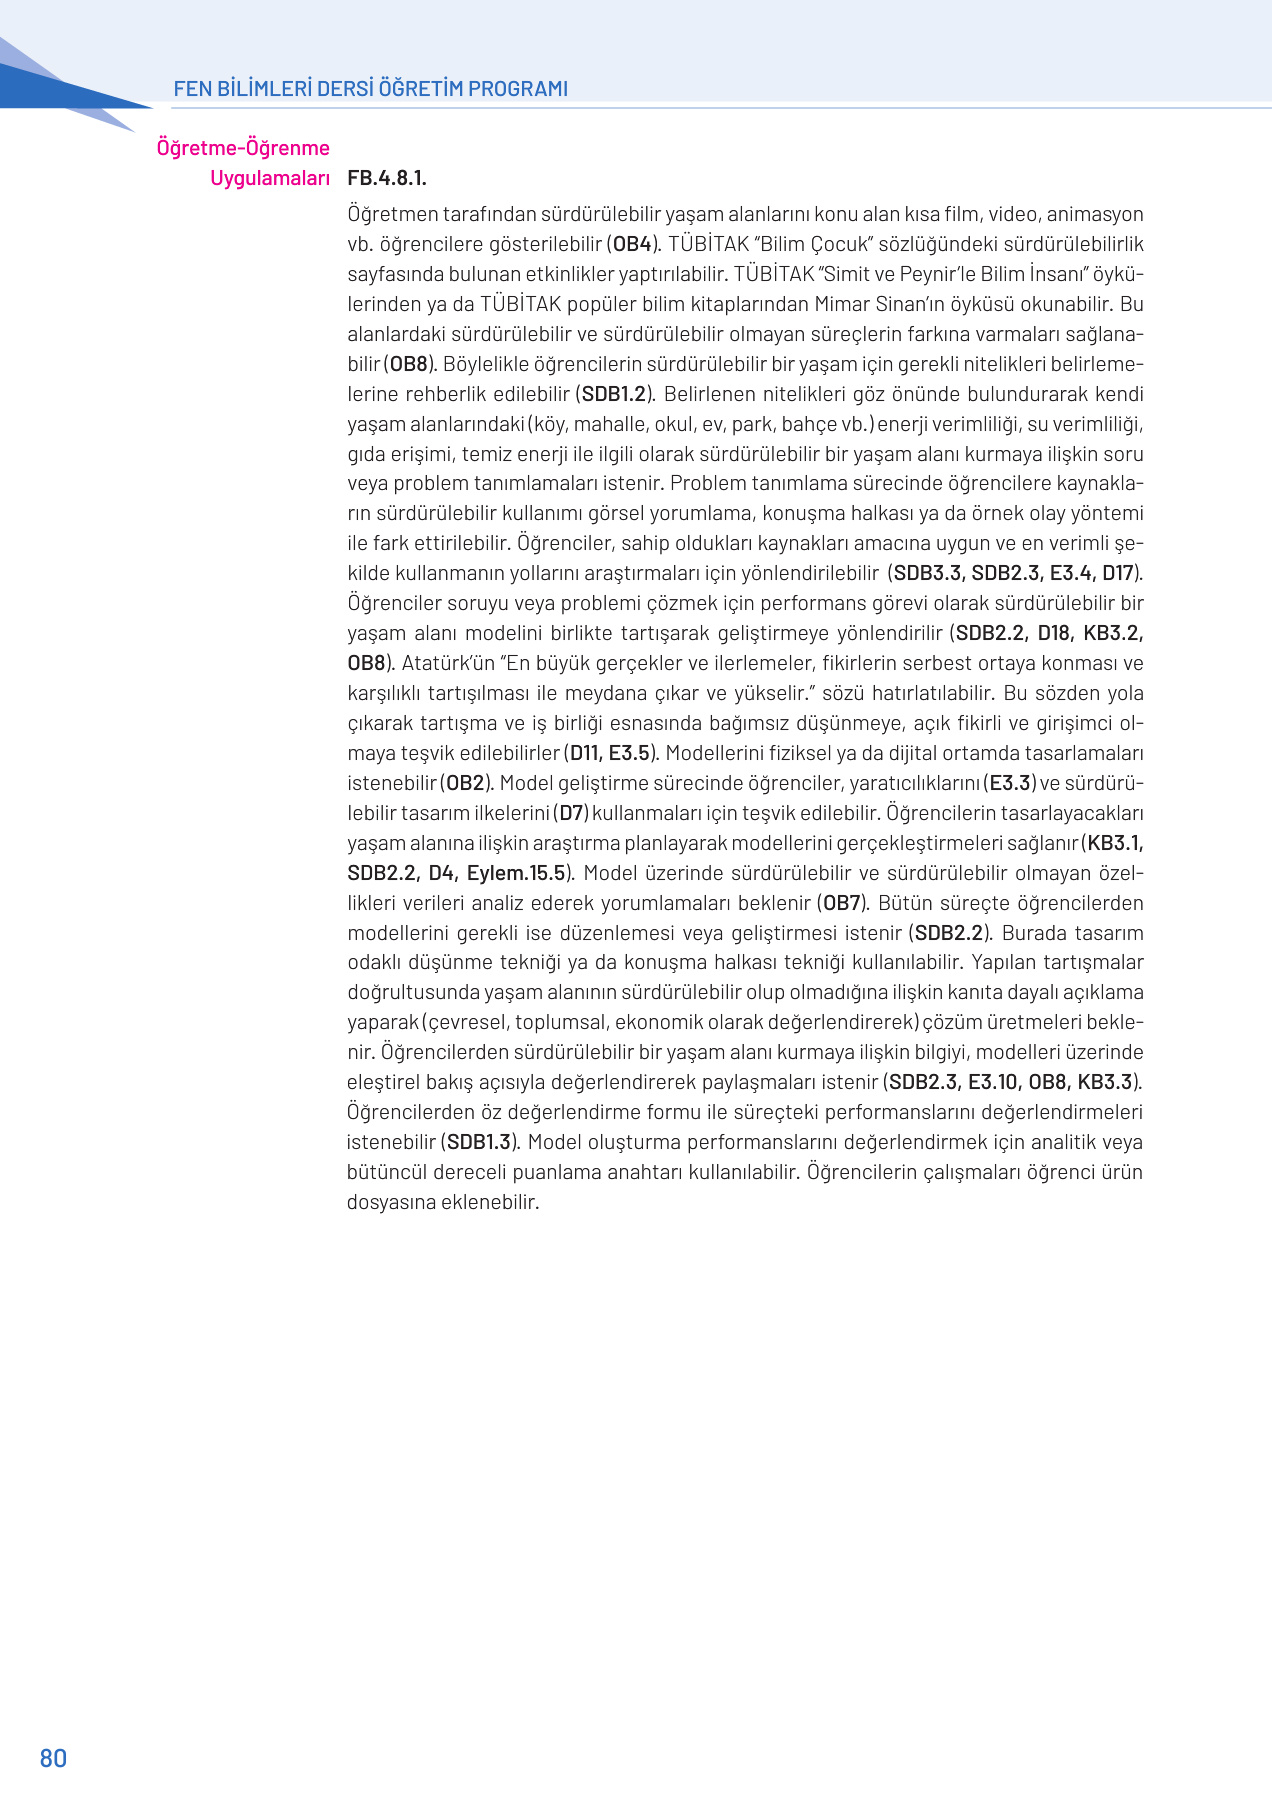 FEN BİLİMLERİ DERSİ ÖĞRETİM PROGRAMI
Öğretme-Öğrenme
Uygulamaları
FB.4.8.1.
Öğretmen tarafından sürdürülebilir yaşam alanlarını konu alan kısa film, video, animasyon
vb. öğrencilere gösterilebilir (OB4). TÜBİTAK “Bilim Çocuk” sözlüğündeki sürdürülebilirlik
sayfasında bulunan etkinlikler yaptırılabilir. TÜBİTAK “Simit ve Peynir’le Bilim İnsanı” öykü-
lerinden ya da TÜBİTAK popüler bilim kitaplarından Mimar Sinan’ın öyküsü okunabilir. Bu
alanlardaki sürdürülebilir ve sürdürülebilir olmayan süreçlerin farkına varmaları sağlana-
bilir (OB8). Böylelikle öğrencilerin sürdürülebilir bir yaşam için gerekli nitelikleri belirleme-
lerine rehberlik edilebilir (SDB1.2). Belirlenen nitelikleri göz önünde bulundurarak kendi
yaşam alanlarındaki (köy, mahalle, okul, ev, park, bahçe vb.) enerji verimliliği, su verimliliği,
gıda erişimi, temiz enerji ile ilgili olarak sürdürülebilir bir yaşam alanı kurmaya ilişkin soru
veya problem tanımlamaları istenir. Problem tanımlama sürecinde öğrencilere kaynakla-
rın sürdürülebilir kullanımı görsel yorumlama, konuşma halkası ya da örnek olay yöntemi
ile fark ettirilebilir. Öğrenciler, sahip oldukları kaynakları amacına uygun ve en verimli şe-
kilde kullanmanın yollarını araştırmaları için yönlendirilebilir (SDB3.3, SDB2.3, E3.4, D17).
Öğrenciler soruyu veya problemi çözmek için performans görevi olarak sürdürülebilir bir
yaşam alanı modelini birlikte tartışarak geliştirmeye yönlendirilir (SDB2.2, D18, KB3.2,
OB8). Atatürk’ün “En büyük gerçekler ve ilerlemeler, fikirlerin serbest ortaya konması ve
karşılıklı tartışılması ile meydana çıkar ve yükselir.” sözü hatırlatılabilir. Bu sözden yola
çıkarak tartışma ve iş birliği esnasında bağımsız düşünmeye, açık fikirli ve girişimci ol-
maya teşvik edilebilirler (D11, E3.5). Modellerini fiziksel ya da dijital ortamda tasarlamaları
istenebilir (OB2). Model geliştirme sürecinde öğrenciler, yaratıcılıklarını (E3.3) ve sürdürü-
lebilir tasarım ilkelerini (D7) kullanmaları için teşvik edilebilir. Öğrencilerin tasarlayacakları
yaşam alanına ilişkin araştırma planlayarak modellerini gerçekleştirmeleri sağlanır (KB3.1,
SDB2.2, D4, Eylem.15.5). Model üzerinde sürdürülebilir ve sürdürülebilir olmayan özel-
likleri verileri analiz ederek yorumlamaları beklenir (OB7). Bütün süreçte öğrencilerden
modellerini gerekli ise düzenlemesi veya geliştirmesi istenir (SDB2.2). Burada tasarım
odaklı düşünme tekniği ya da konuşma halkası tekniği kullanılabilir. Yapılan tartışmalar
doğrultusunda yaşam alanının sürdürülebilir olup olmadığına ilişkin kanıta dayalı açıklama
yaparak (çevresel, toplumsal, ekonomik olarak değerlendirerek) çözüm üretmeleri bekle-
nir. Öğrencilerden sürdürülebilir bir yaşam alanı kurmaya ilişkin bilgiyi, modelleri üzerinde
eleştirel bakış açısıyla değerlendirerek paylaşmaları istenir (SDB2.3, E3.10, OB8, KB3.3).
Öğrencilerden öz değerlendirme formu ile süreçteki performanslarını değerlendirmeleri
istenebilir (SDB1.3). Model oluşturma performanslarını değerlendirmek için analitik veya
bütüncül dereceli puanlama anahtarı kullanılabilir. Öğrencilerin çalışmaları öğrenci ürün
dosyasına eklenebilir.
80